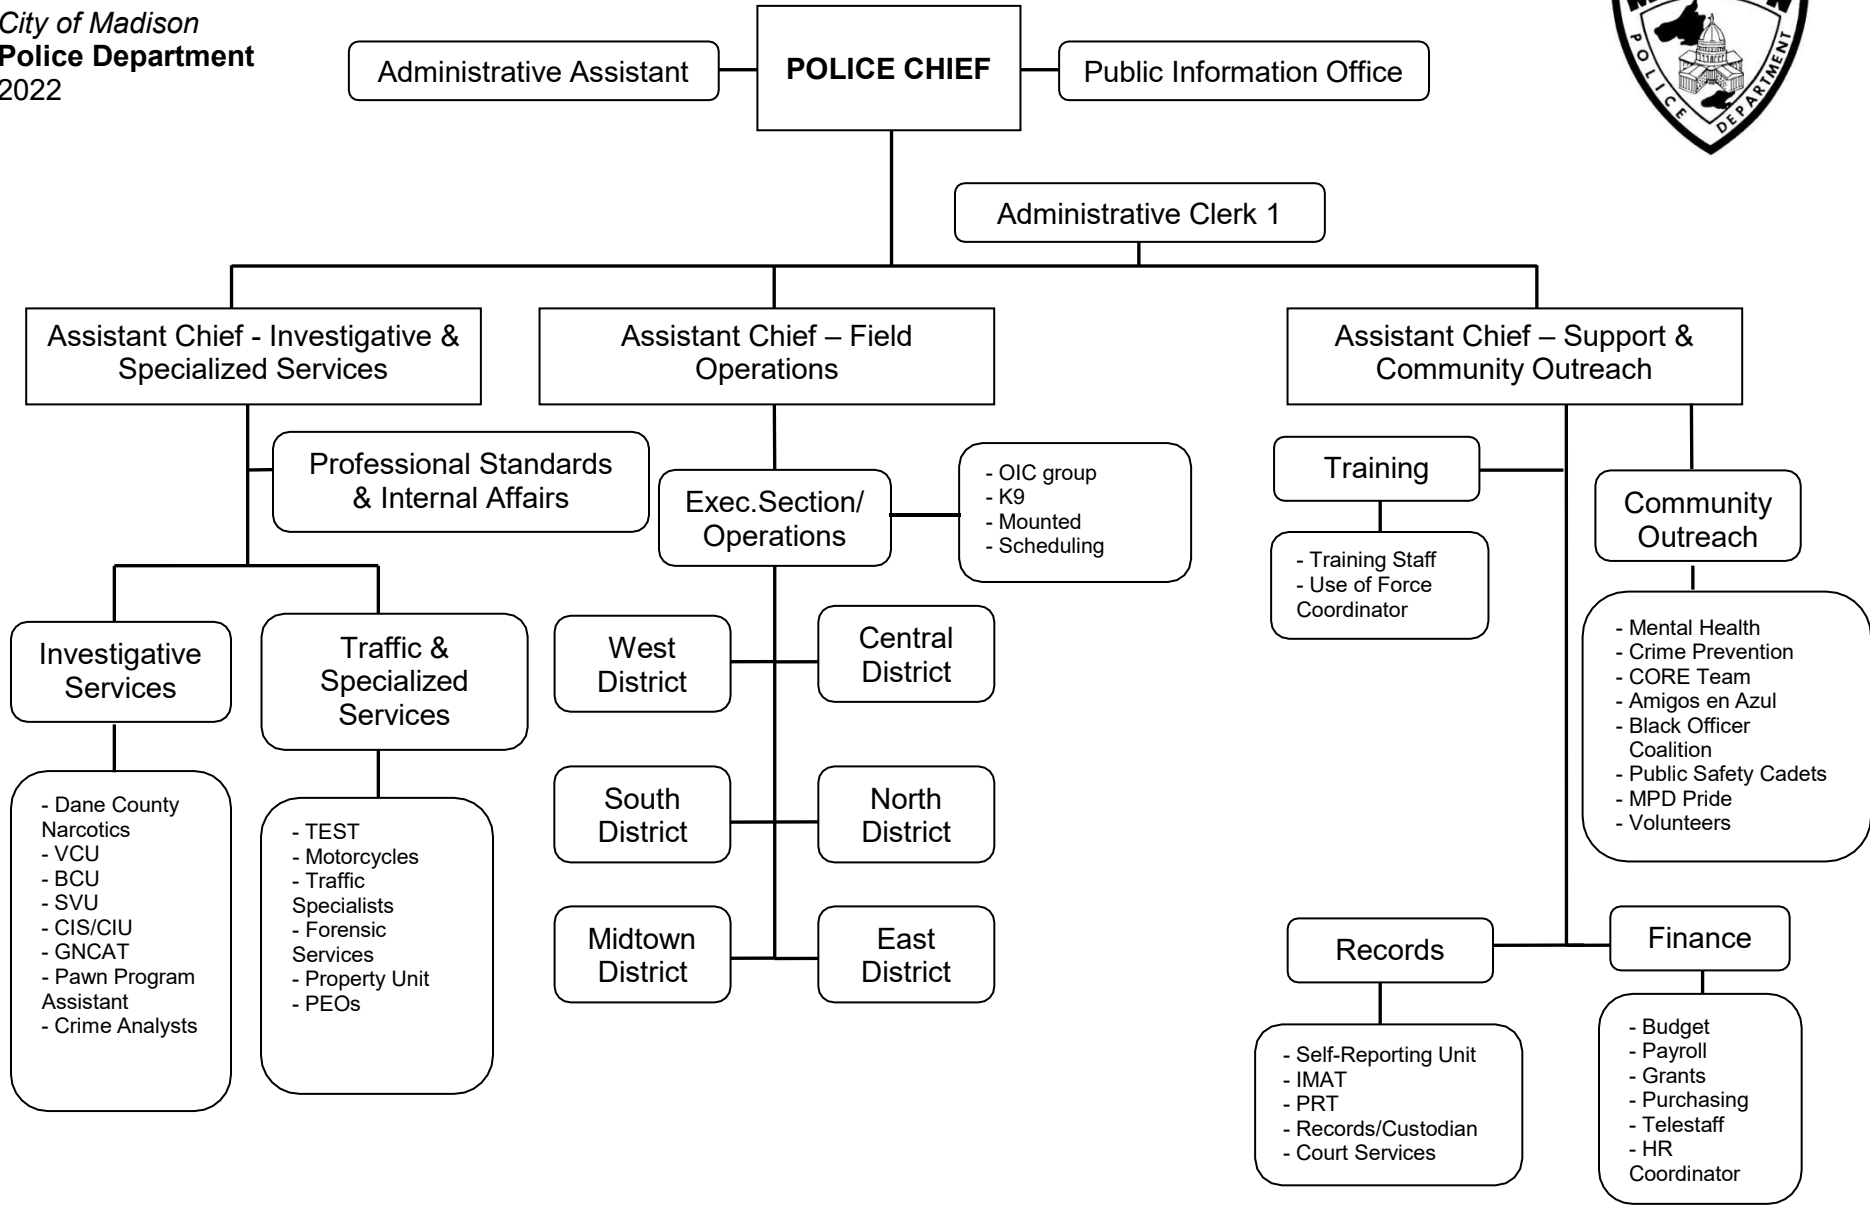 City of Madison
Police Department
2022
Administrative Assistant
POLICE CHIEF
Public Information Office
POLICE
DEPARTMENT
Administrative Clerk 1
Assistant Chief - Investigative &
Specialized Services
Assistant Chief – Field
Operations
Assistant Chief – Support &
Community Outreach
Professional Standards
& Internal Affairs
Exec.Section/
Operations
- OIC group
- K9
- Mounted
- Scheduling
Training
- Training Staff
- Use of Force
Coordinator
Community
Outreach
- Mental Health
- Crime Prevention
- CORE Team
- Amigos en Azul
- Black Officer
Coalition
- Public Safety Cadets
- MPD Pride
- Volunteers
Investigative
Services
Traffic &
Specialized
Services
West
District
Central
District
South
District
North
District
Midtown
District
East
District
- Dane County
Narcotics
- VCU
- BCU
- SVU
- CIS/CIU
- GNCAT
- Pawn Program
Assistant
- Crime Analysts
- TEST
- Motorcycles
- Traffic
Specialists
- Forensic
Services
- Property Unit
- PEOs
Records
Finance
- Self-Reporting Unit
- IMAT
- PRT
- Records/Custodian
- Court Services
- Budget
- Payroll
- Grants
- Purchasing
- Telestaff
- HR
Coordinator